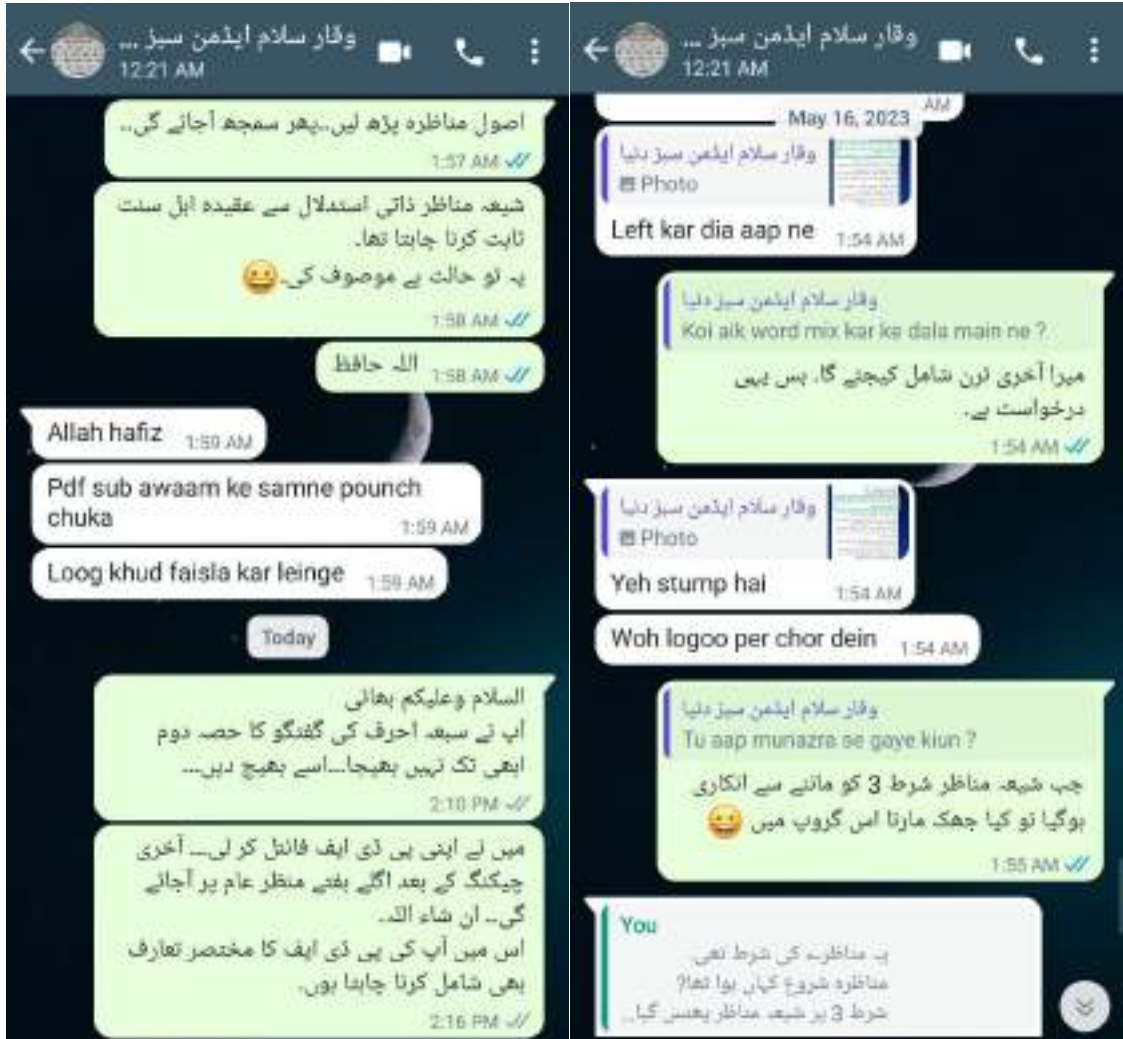 وقار سلام ایڈمن سبز ...
12:21 AM
اصول مناظرہ پڑھ لیں..پھر سمجھ آجائے گی..
1:57 AM
شیعہ مناظر ذاتی استدلال سے عقیدہ اہل سنت
ثابت کرنا چاہتا تھا۔
یہ تو حالت ہے موصوف کی۔😀
1:58 AM
اللہ حافظ
1:58 AM
Allah hafiz
1:59 AM
Pdf sub awaam ke samne pounch
chuka
1:59 AM
Loog khud faisla kar leinge
1:59 AM
Today
السلام وعلیکم بھائی
آپ نے سبعہ احرف کی گفتگو کا حصہ دوم
ابھی تک نہیں بھیجا...اسے بھیج دیں...
2:10 PM
میں نے اپنی پی ڈی ایف فائنل کر لی... آخری
چیکنگ کے بعد اگلے ہفتے منظر عام پر آجائے
گی.. ان شاء اللہ۔
اس میں آپ کی پی ڈی ایف کا مختصر تعارف
بھی شامل کرنا چاہتا ہوں۔
2:16 PM
وقار سلام ایڈمن سبز ...
12:21 AM
AM
May 16, 2023
وقار سلام ایڈمن سبز دنیا
Photo
Left kar dia aap ne
1:54 AM
وقار سلام ایڈمن سبز دنیا
Koi aik word mix kar ke dala main ne ?
میرا آخری ٹرن شامل کیجئے گا۔ بس یہی
درخواست ہے۔
1:54 AM
وقار سلام ایڈمن سبز دنیا
Photo
Yeh stump hai
1:54 AM
Woh logoo per chor dein
1:54 AM
وقار سلام ایڈمن سبز دنیا
Tu aap munazra se gaye kiun ?
جب شیعہ مناظر شرط 3 کو ماننے سے انکاری
ہوگیا تو کیا جھک مارتا اس گروپ میں 😀
1:55 AM
You
یہ مناظرے کی شرط تھی
مناظرہ شروع کہاں ہوا تھا?
شرط 3 پر شیعہ مناظر پھنس گیا...